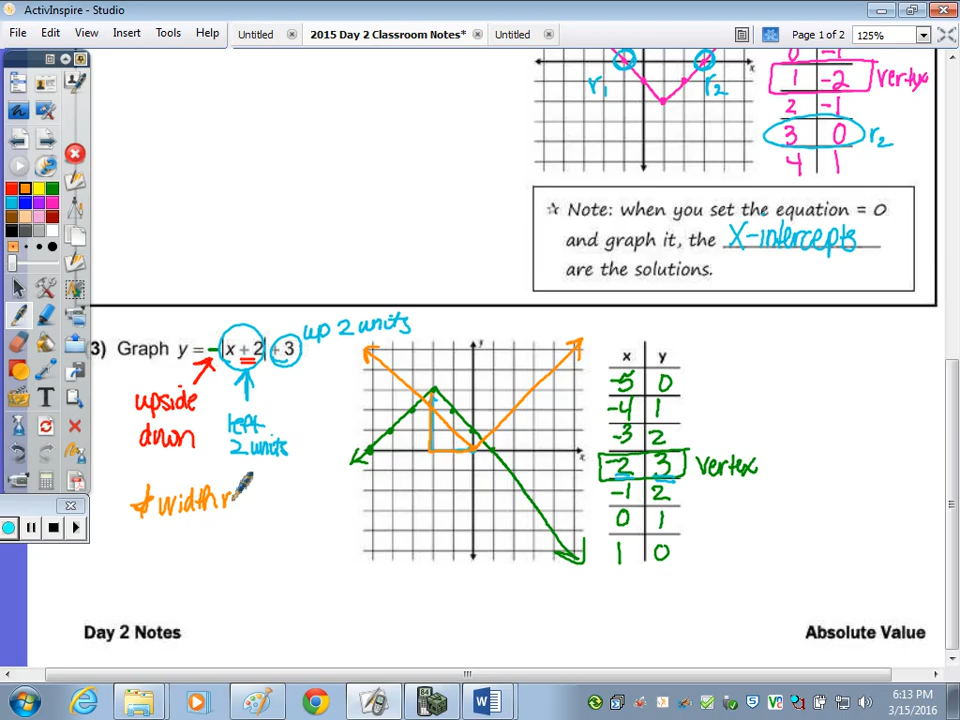 ActivInspire - Studio
File Edit View Insert Tools Help Untitled 2015 Day 2 Classroom Notes* Untitled Page 1 of 2 125%
r1 r2
x
0 -1
1 -2 vertex
2 -1
3 0 r2
4 1
☆ Note: when you set the equation = 0
and graph it, the x-intercepts
are the solutions.
3) Graph y = -|x + 2| + 3
up 2 units
upside
down
left
2 units
width r
y
x
x y
-5 0
-4 1
-3 2
-2 3 vertex
-1 2
0 1
1 0
Day 2 Notes Absolute Value
6:13 PM
3/15/2016